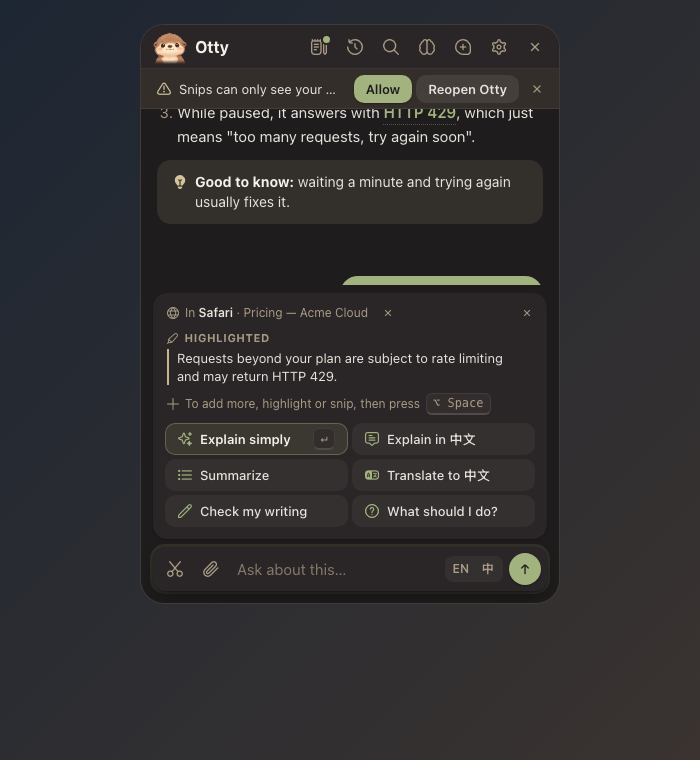 Otty
Snips can only see your ...
Allow
Reopen Otty
3. While paused, it answers with HTTP 429, which just
means "too many requests, try again soon".
Good to know: waiting a minute and trying again
usually fixes it.
In Safari · Pricing — Acme Cloud
HIGHLIGHTED
Requests beyond your plan are subject to rate limiting
and may return HTTP 429.
To add more, highlight or snip, then press ⌥ Space
Explain simply ↵
Explain in 中文
Summarize
Translate to 中文
Check my writing
What should I do?
Ask about this...
EN 中